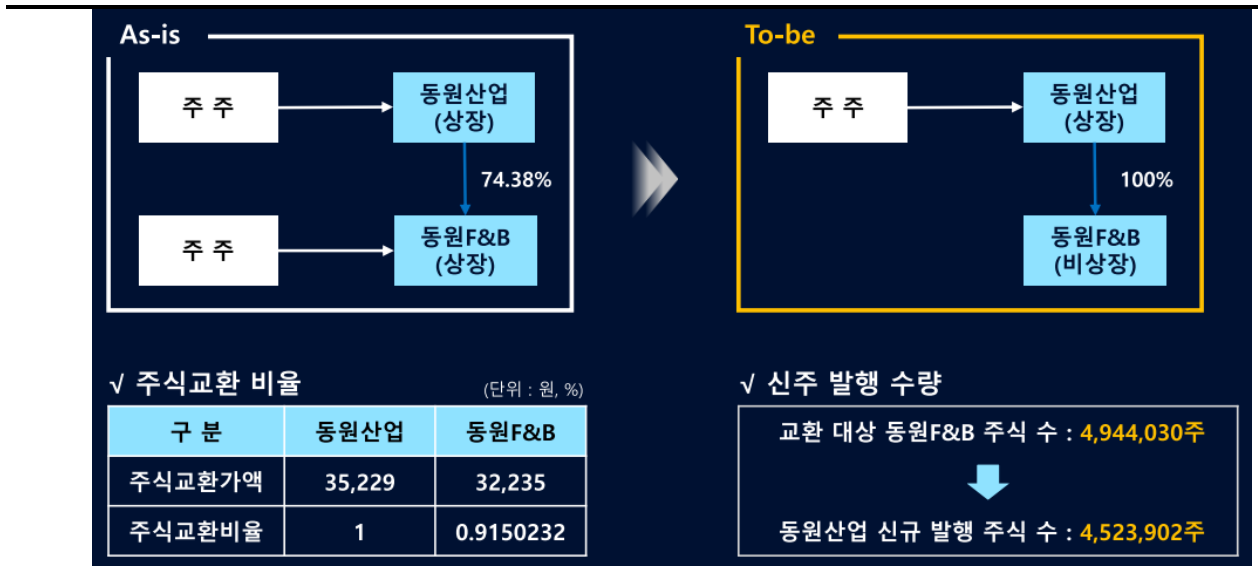 As-is
주 주
동원산업
(상장)
74.38%
주 주
동원F&B
(상장)
To-be
주 주
동원산업
(상장)
100%
동원F&B
(비상장)
√ 주식교환 비율
(단위 : 원, %)
구 분 동원산업 동원F&B
주식교환가액 35,229 32,235
주식교환비율 1 0.9150232
√ 신주 발행 수량
교환 대상 동원F&B 주식 수 : 4,944,030주
동원산업 신규 발행 주식 수 : 4,523,902주